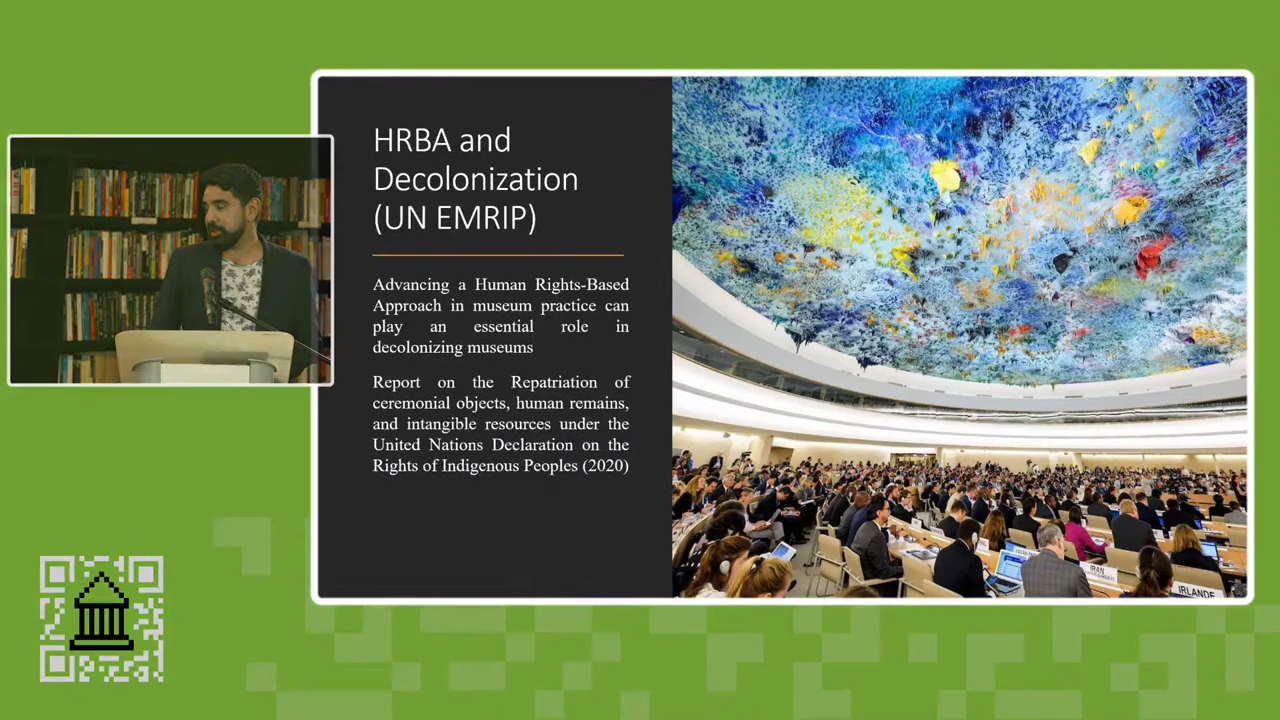 HRBA and
Decolonization
(UN EMRIP)
Advancing a Human Rights-Based
Approach in museum practice can
play an essential role in
decolonizing museums
Report on the Repatriation of
ceremonial objects, human remains,
and intangible resources under the
United Nations Declaration on the
Rights of Indigenous Peoples (2020)
IRAN
IRLANDE